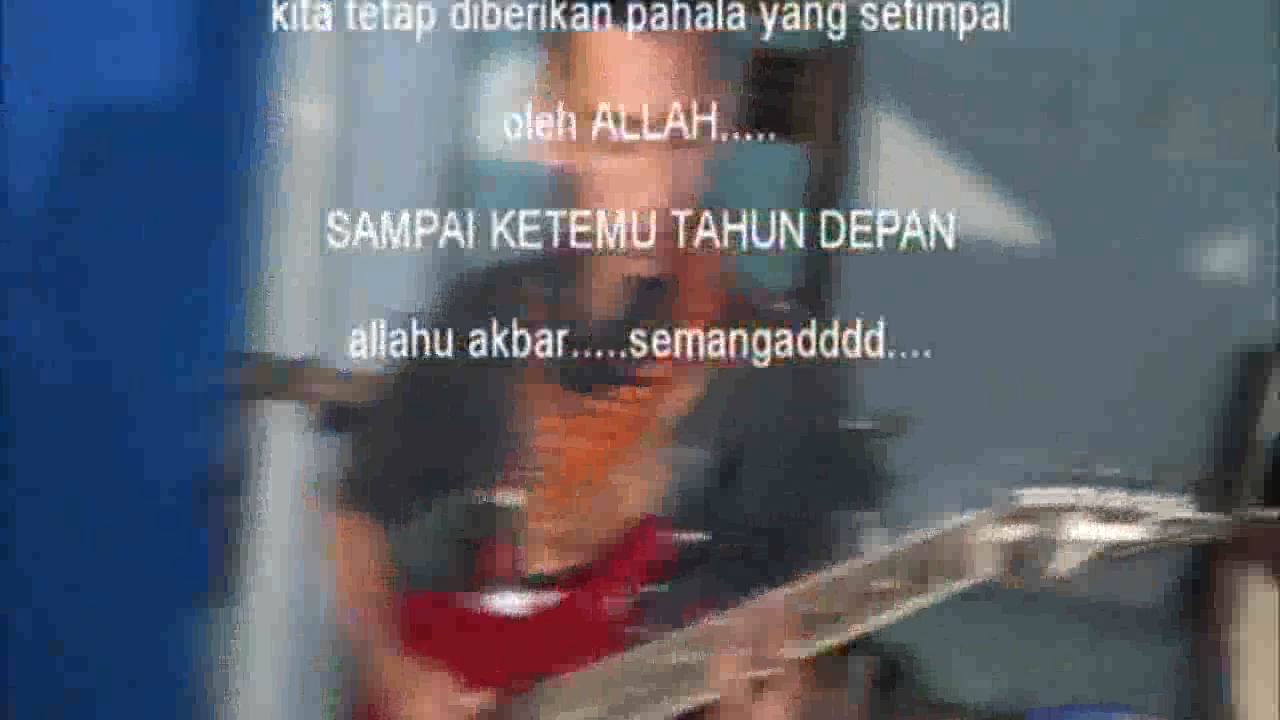 kita tetap diberikan pahala yang setimpal
oleh ALLAH.....
SAMPAI KETEMU TAHUN DEPAN
allahu akbar.....semangadddd....